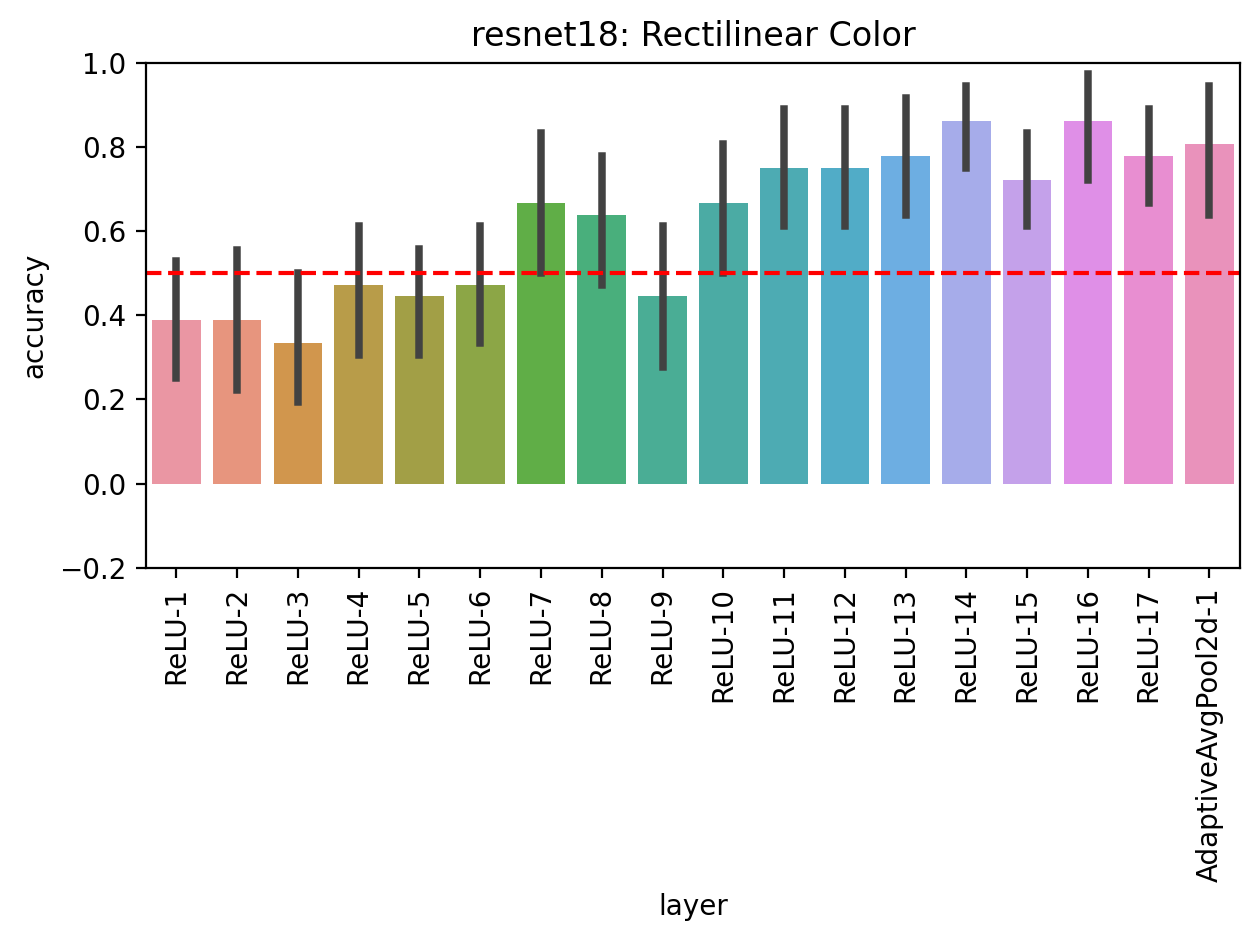 resnet18: Rectilinear Color
1.0
0.8
0.6
0.4
0.2
0.0
−0.2
accuracy
ReLU-1
ReLU-2
ReLU-3
ReLU-4
ReLU-5
ReLU-6
ReLU-7
ReLU-8
ReLU-9
ReLU-10
ReLU-11
ReLU-12
ReLU-13
ReLU-14
ReLU-15
ReLU-16
ReLU-17
AdaptiveAvgPool2d-1
layer